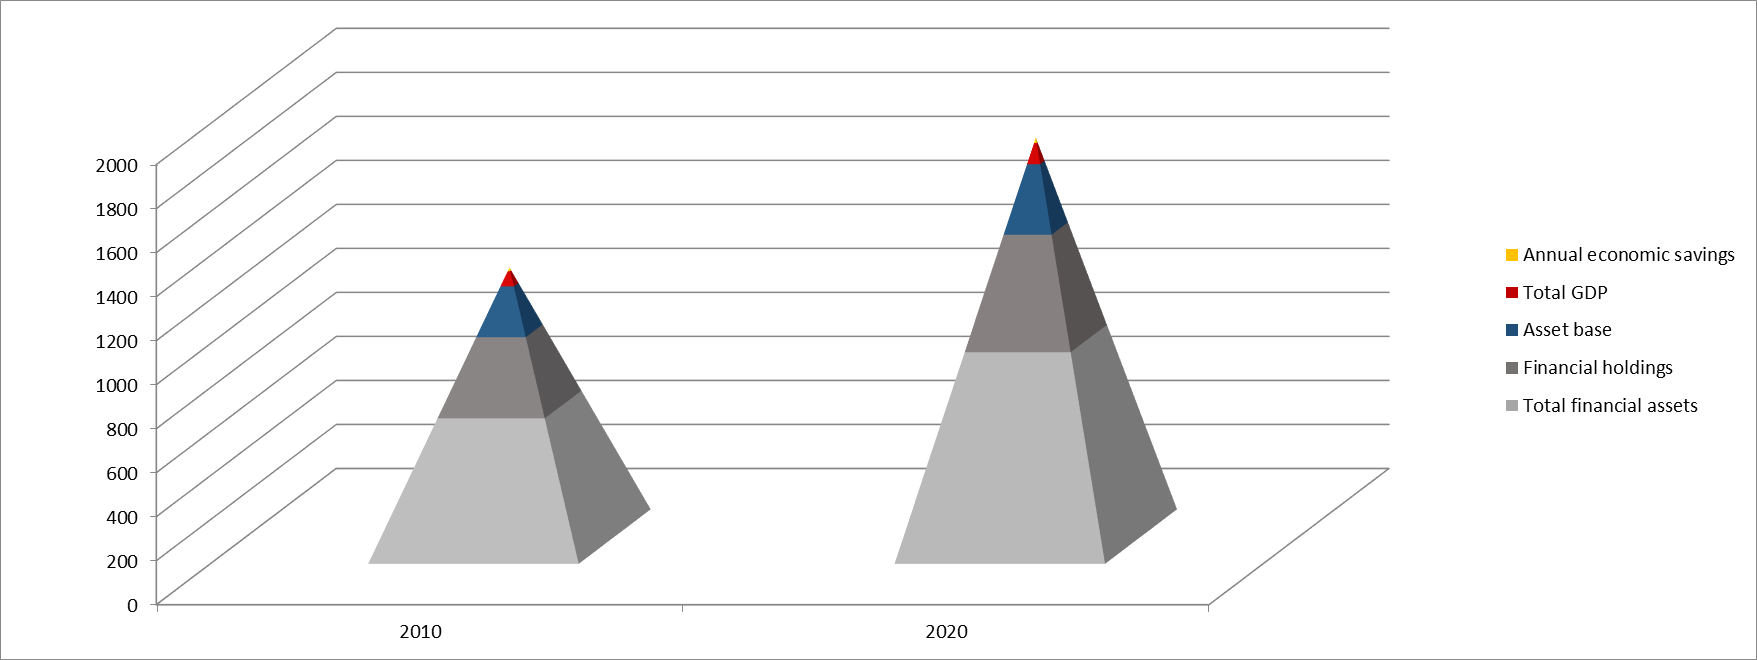 2000
1800
1600
1400
1200
1000
800
600
400
200
0
2010
2020
Annual economic savings
Total GDP
Asset base
Financial holdings
Total financial assets